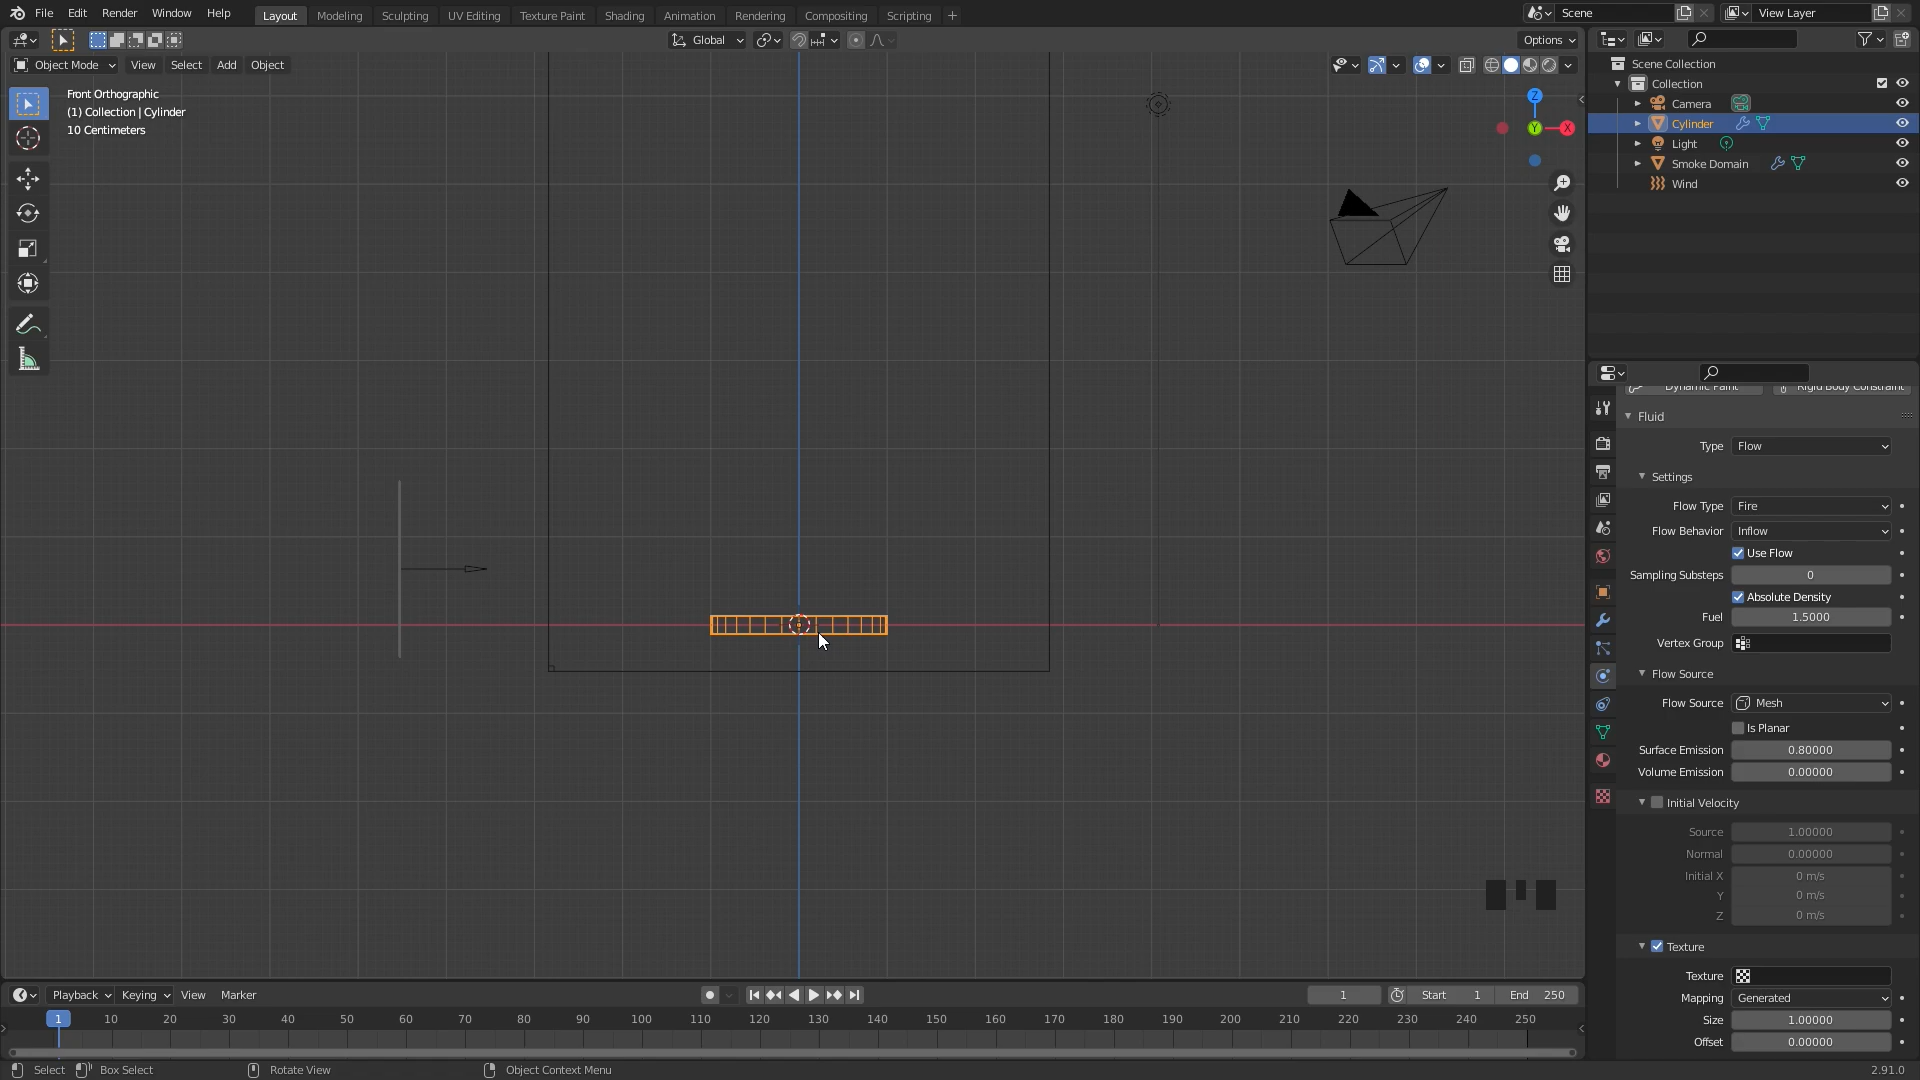 File Edit Render Window Help Layout Modeling Sculpting UV Editing Texture Paint Shading Animation Rendering Compositing Scripting + Scene View Layer
Global Options
Object Mode View Select Add Object
Front Orthographic
(1) Collection | Cylinder
10 Centimeters
Z
Y
X
Scene Collection
Collection
Camera
Cylinder
Light
Smoke Domain
Wind
Dynamic Paint Rigid Body Constraint
Fluid
Type Flow
Settings
Flow Type Fire
Flow Behavior Inflow
Use Flow
Sampling Substeps 0
Absolute Density
Fuel 1.5000
Vertex Group
Flow Source
Flow Source Mesh
Is Planar
Surface Emission 0.80000
Volume Emission 0.00000
Initial Velocity
Source 1.00000
Normal 0.00000
Initial X 0 m/s
Y 0 m/s
Z 0 m/s
Texture
Texture
Mapping Generated
Size 1.00000
Offset 0.00000
Playback Keying View Marker 1 Start 1 End 250
1 10 20 30 40 50 60 70 80 90 100 110 120 130 140 150 160 170 180 190 200 210 220 230 240 250
Select Box Select Rotate View Object Context Menu 2.91.0